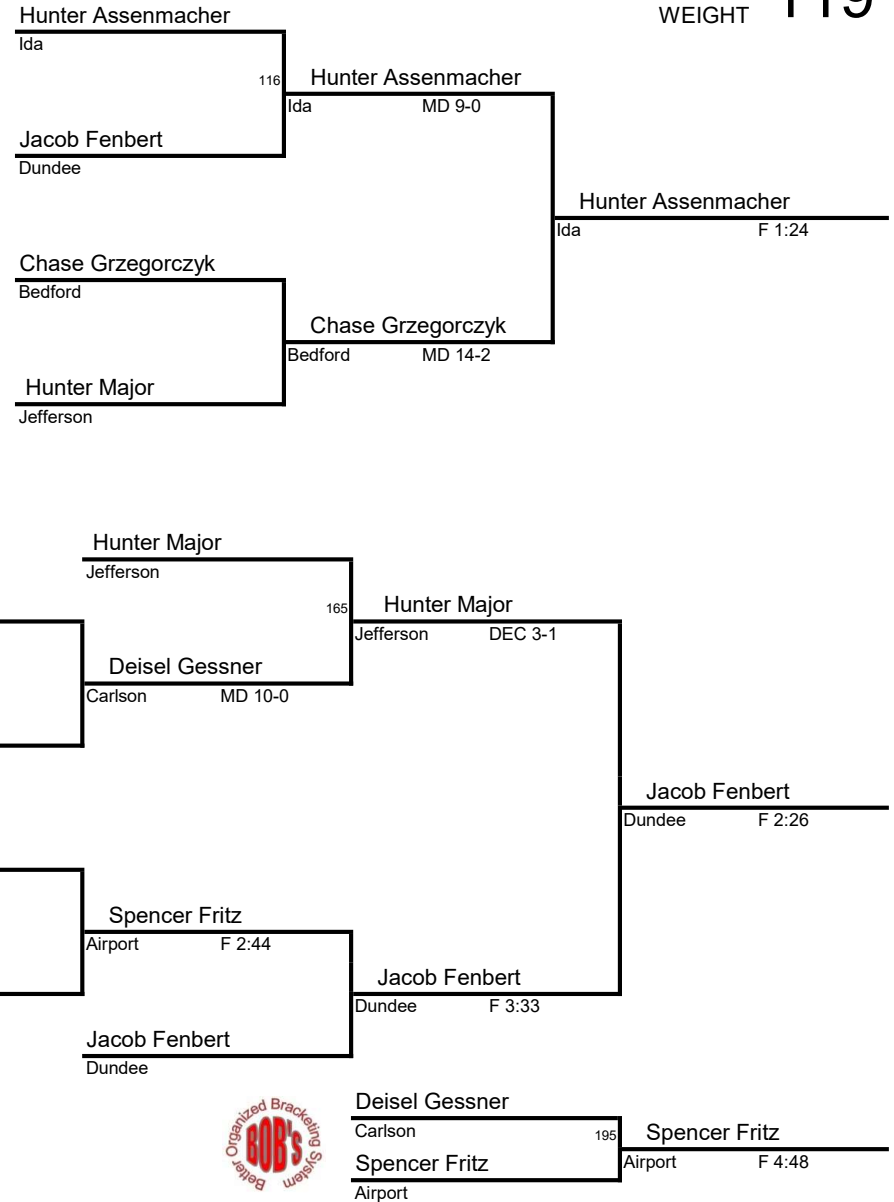 Hunter Assenmacher
WEIGHT 119
Ida
116 Hunter Assenmacher
Ida MD 9-0
Jacob Fenbert
Dundee
Hunter Assenmacher
Ida F 1:24
Chase Grzegorczyk
Bedford
Chase Grzegorczyk
Bedford MD 14-2
Hunter Major
Jefferson
Hunter Major
Jefferson
165 Hunter Major
Jefferson DEC 3-1
Deisel Gessner
Carlson MD 10-0
Jacob Fenbert
Dundee F 2:26
Spencer Fritz
Airport F 2:44
Jacob Fenbert
Dundee F 3:33
Jacob Fenbert
Dundee
Better Organized Bracketing System
BOB'S
Deisel Gessner
Carlson
195 Spencer Fritz
Airport F 4:48
Spencer Fritz
Airport